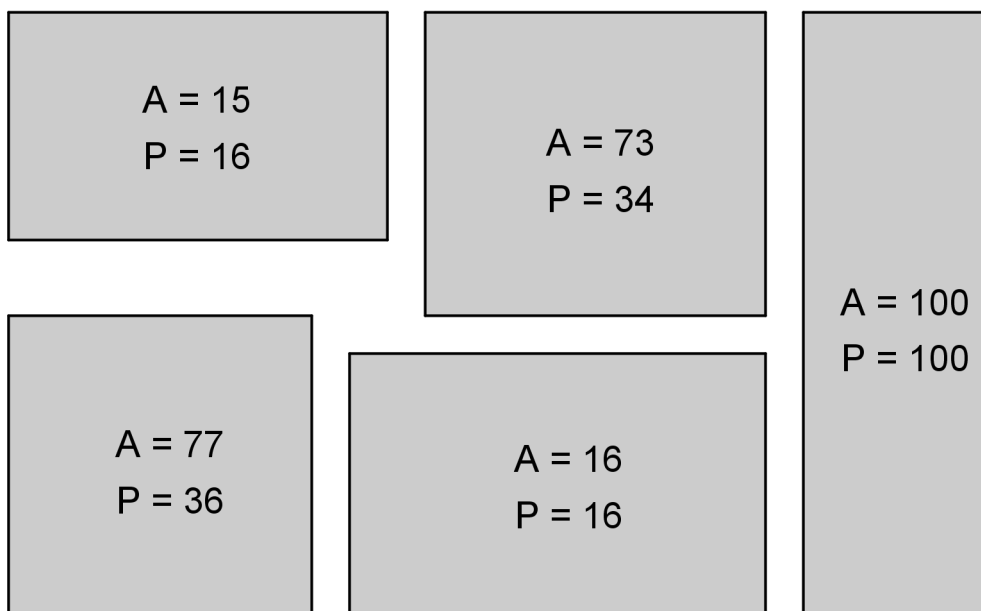 A = 15
P = 16
A = 73
P = 34
A = 100
P = 100
A = 77
P = 36
A = 16
P = 16